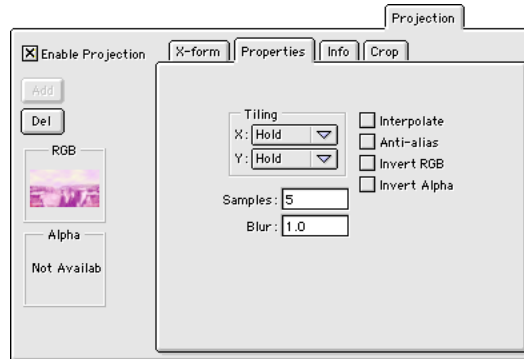 Projection
Enable Projection
X-form Properties Info Crop
Add
Del
RGB
Alpha
Not Availab
Tiling
X: Hold
Y: Hold
Samples: 5
Blur: 1.0
Interpolate
Anti-alias
Invert RGB
Invert Alpha